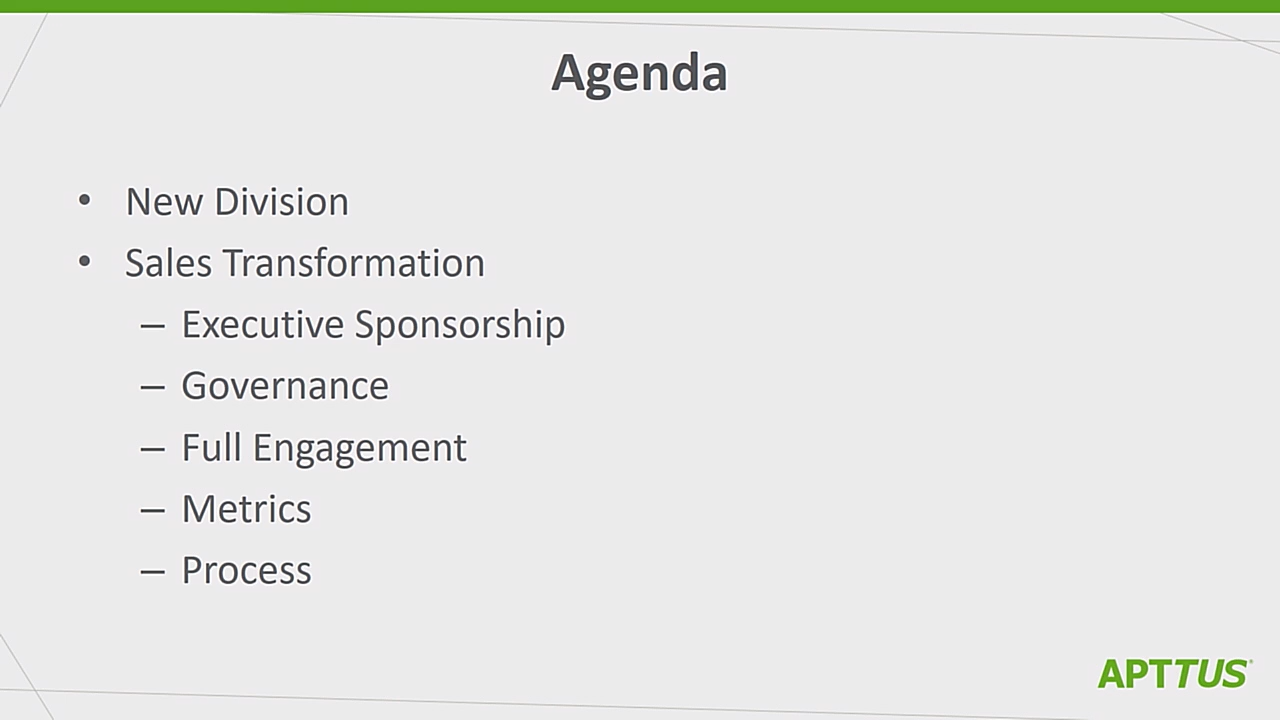 Agenda
• New Division
• Sales Transformation
– Executive Sponsorship
– Governance
– Full Engagement
– Metrics
– Process
APTTUS